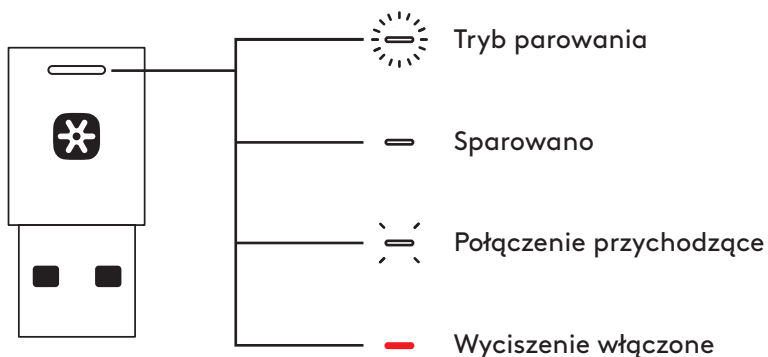 Tryb parowania
Sparowano
Połączenie przychodzące
Wyciszenie włączone